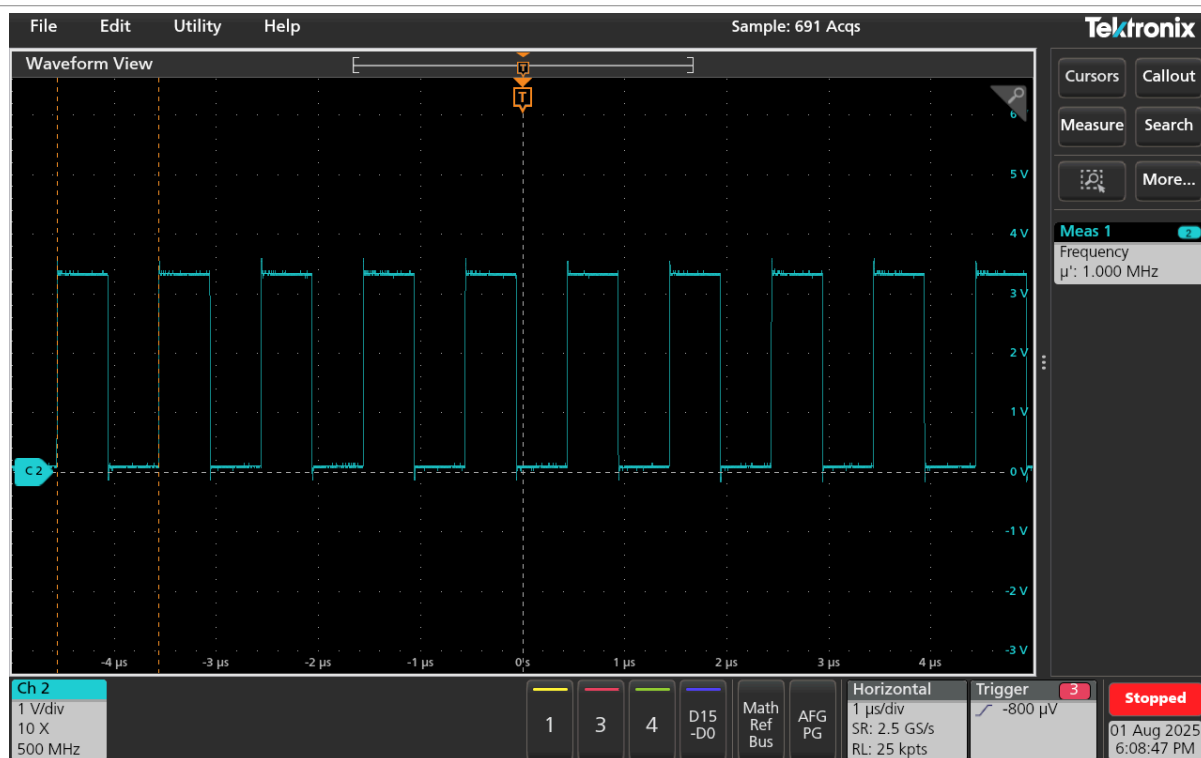 File Edit Utility Help Sample: 691 Acqs Tektronix
Waveform View
T
T
Cursors Callout
Measure Search
More...
5 V
4 V
3 V
2 V
1 V
0 V
-1 V
-2 V
-3 V
C 2
Meas 1 2
Frequency
µ': 1.000 MHz
-4 µs -3 µs -2 µs -1 µs 0 s 1 µs 2 µs 3 µs 4 µs
Ch 2
1 V/div
10 X
500 MHz
1 3 4
D15
-D0
Math
Ref
Bus
AFG
PG
Horizontal
1 µs/div
SR: 2.5 GS/s
RL: 25 kpts
Trigger 3
-800 µV
Stopped
01 Aug 2025
6:08:47 PM